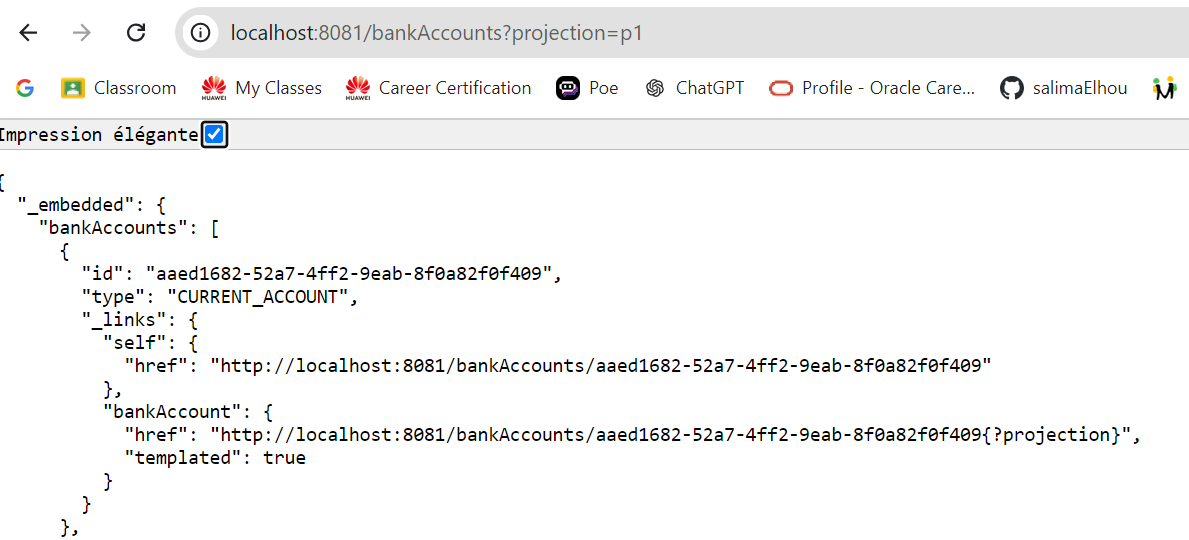 localhost:8081/bankAccounts?projection=p1
G Classroom HUAWEI My Classes HUAWEI Career Certification Poe ChatGPT Profile - Oracle Care... salimaElhou
Impression élégante
{
  "_embedded": {
    "bankAccounts": [
      {
        "id": "aaed1682-52a7-4ff2-9eab-8f0a82f0f409",
        "type": "CURRENT_ACCOUNT",
        "_links": {
          "self": {
            "href": "http://localhost:8081/bankAccounts/aaed1682-52a7-4ff2-9eab-8f0a82f0f409"
          },
          "bankAccount": {
            "href": "http://localhost:8081/bankAccounts/aaed1682-52a7-4ff2-9eab-8f0a82f0f409{?projection}",
            "templated": true
          }
        }
      },